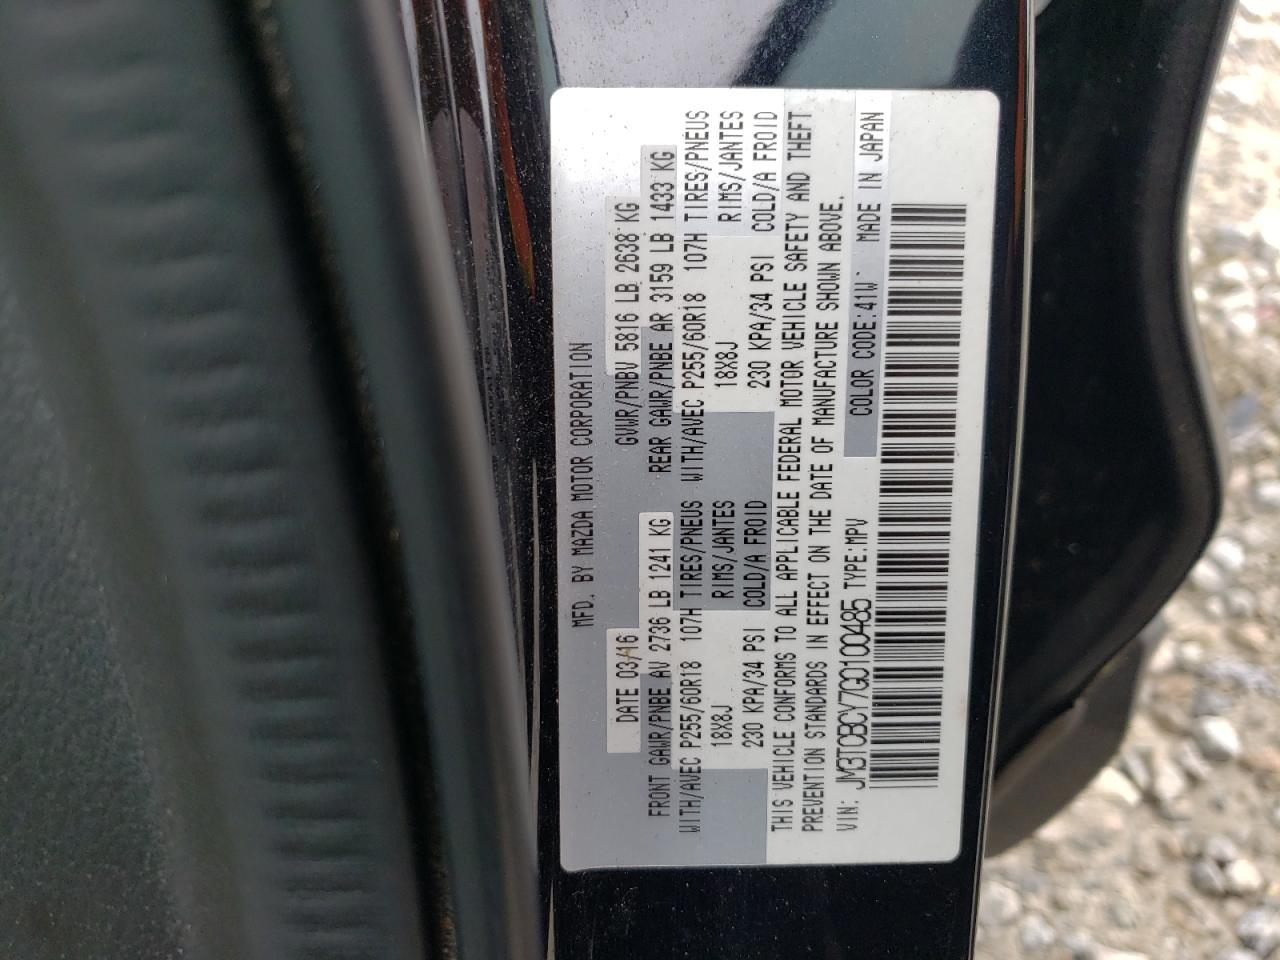 MFD. BY MAZDA MOTOR CORPORATION
DATE 03/16 GVWR/PNBV 5816 LB 2638 KG
FRONT GAWR/PNBE AV 2736 LB 1241 KG REAR GAWR/PNBE AR 3159 LB 1433 KG
WITH/AVEC P255/60R18 107H TIRES/PNEUS WITH/AVEC P255/60R18 107H TIRES/PNEUS
18X8J RIMS/JANTES 18X8J RIMS/JANTES
230 KPA/34 PSI COLD/A FROID 230 KPA/34 PSI COLD/A FROID
THIS VEHICLE CONFORMS TO ALL APPLICABLE FEDERAL MOTOR VEHICLE SAFETY AND THEFT
PREVENTION STANDARDS IN EFFECT ON THE DATE OF MANUFACTURE SHOWN ABOVE.
VIN: JM3TCBCY7G0100485 TYPE:MPV COLOR CODE:41W MADE IN JAPAN